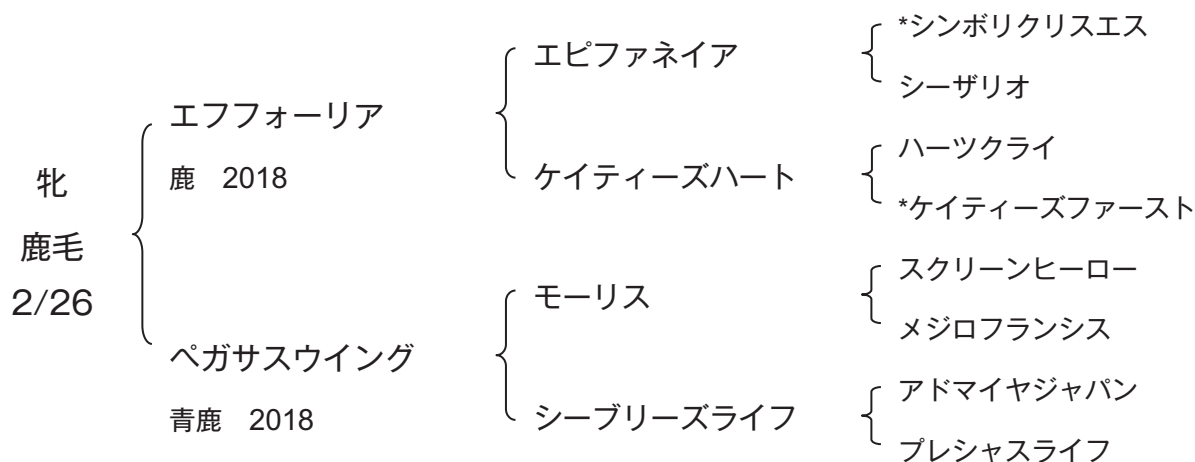 牝
鹿毛
2/26
エフフォーリア
鹿　2018
ペガサスウイング
青鹿　2018
エピファネイア
ケイティーズハート
モーリス
シーブリーズライフ
*シンボリクリスエス
シーザリオ
ハーツクライ
*ケイティーズファースト
スクリーンヒーロー
メジロフランシス
アドマイヤジャパン
プレシャスライフ